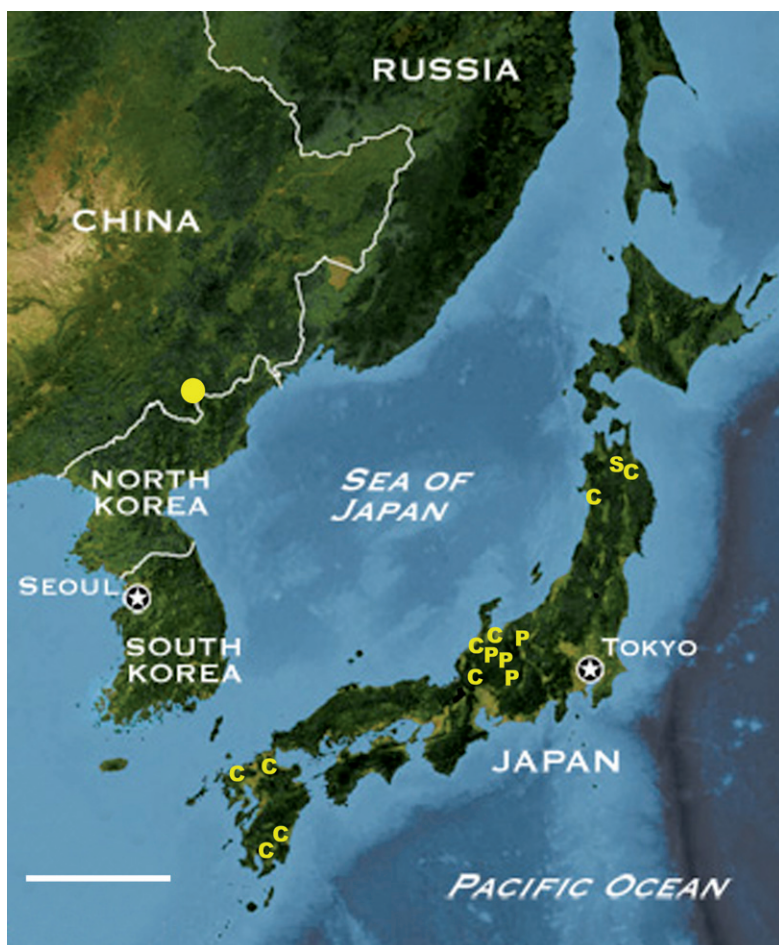 RUSSIA
CHINA
NORTH
KOREA
SEA OF
JAPAN
S
C
C
SEOUL
SOUTH
KOREA
C
P
C
P
P
TOKYO
C
P
JAPAN
C
C
C
C
PACIFIC OCEAN